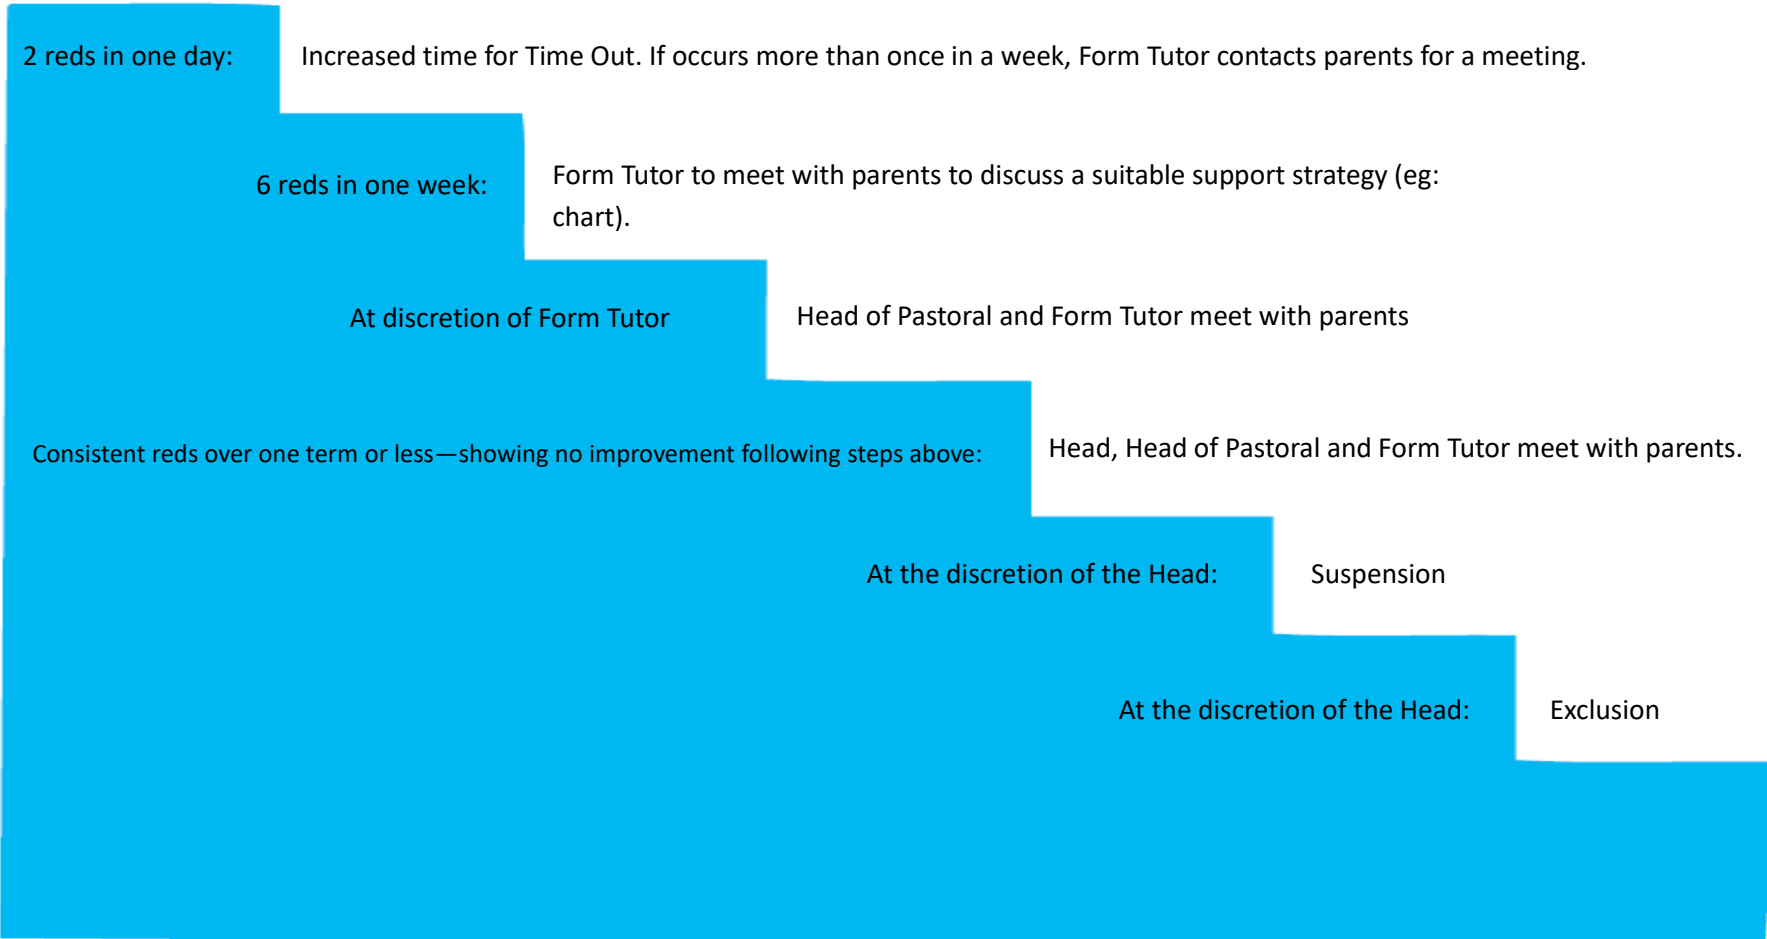 2 reds in one day:
Increased time for Time Out. If occurs more than once in a week, Form Tutor contacts parents for a meeting.
6 reds in one week:
Form Tutor to meet with parents to discuss a suitable support strategy (eg:
chart).
At discretion of Form Tutor
Head of Pastoral and Form Tutor meet with parents
Consistent reds over one term or less—showing no improvement following steps above:
Head, Head of Pastoral and Form Tutor meet with parents.
At the discretion of the Head:
Suspension
At the discretion of the Head:
Exclusion